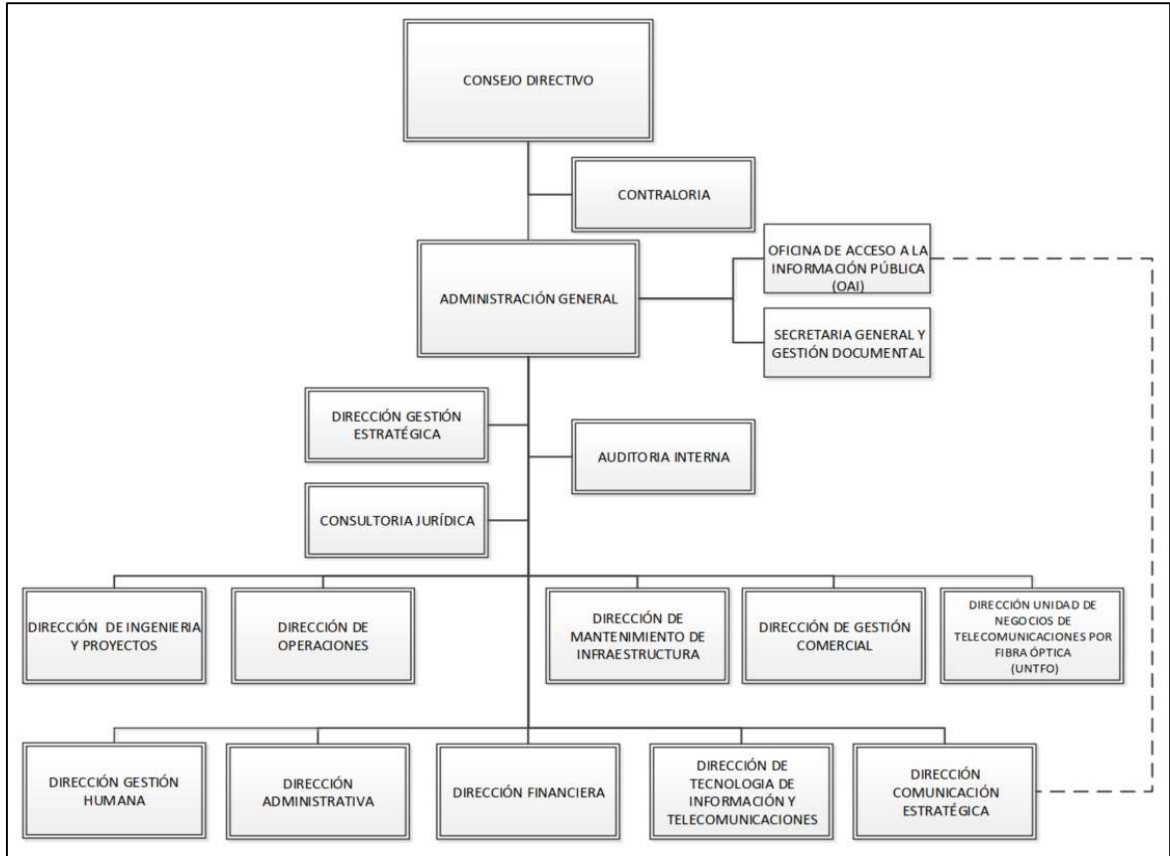 CONSEJO DIRECTIVO
CONTRALORIA
OFICINA DE ACCESO A LA
INFORMACIÓN PÚBLICA
(OAI)
ADMINISTRACIÓN GENERAL
SECRETARIA GENERAL Y
GESTIÓN DOCUMENTAL
DIRECCIÓN GESTIÓN
ESTRATÉGICA
AUDITORIA INTERNA
CONSULTORIA JURÍDICA
DIRECCIÓN DE INGENIERIA
Y PROYECTOS
DIRECCIÓN DE
OPERACIONES
DIRECCIÓN DE
MANTENIMIENTO DE
INFRAESTRUCTURA
DIRECCIÓN DE GESTIÓN
COMERCIAL
DIRECCIÓN UNIDAD DE
NEGOCIOS DE
TELECOMUNICACIONES POR
FIBRA ÓPTICA
(UNTFO)
DIRECCIÓN GESTIÓN
HUMANA
DIRECCIÓN
ADMINISTRATIVA
DIRECCIÓN FINANCIERA
DIRECCIÓN DE
TECNOLOGIA DE
INFORMACIÓN Y
TELECOMUNICACIONES
DIRECCIÓN
COMUNICACIÓN
ESTRATÉGICA